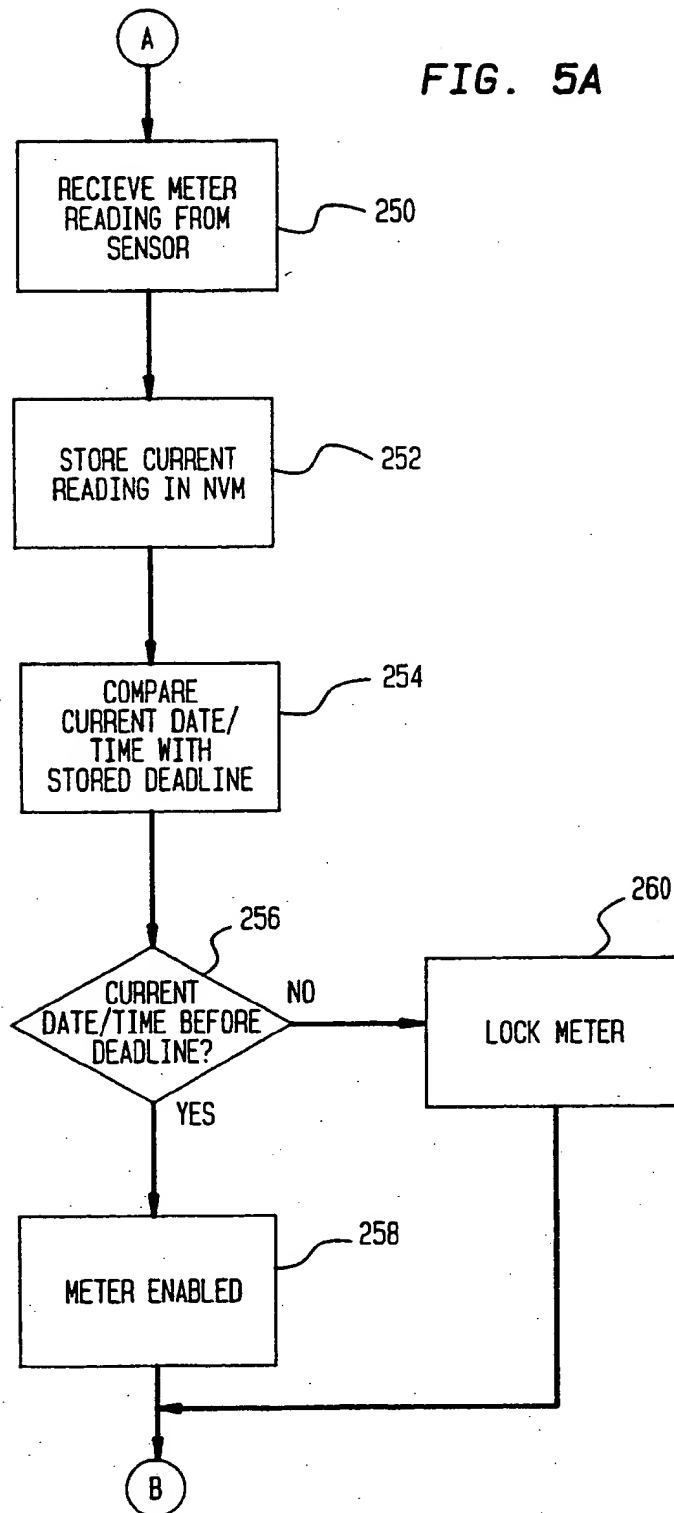 A
FIG. 5A
RECIEVE METER
READING FROM
SENSOR
250
STORE CURRENT
READING IN NVM
252
COMPARE
CURRENT DATE/
TIME WITH
STORED DEADLINE
254
256
CURRENT
DATE/TIME BEFORE
DEADLINE?
NO
260
LOCK METER
YES
METER ENABLED
258
B